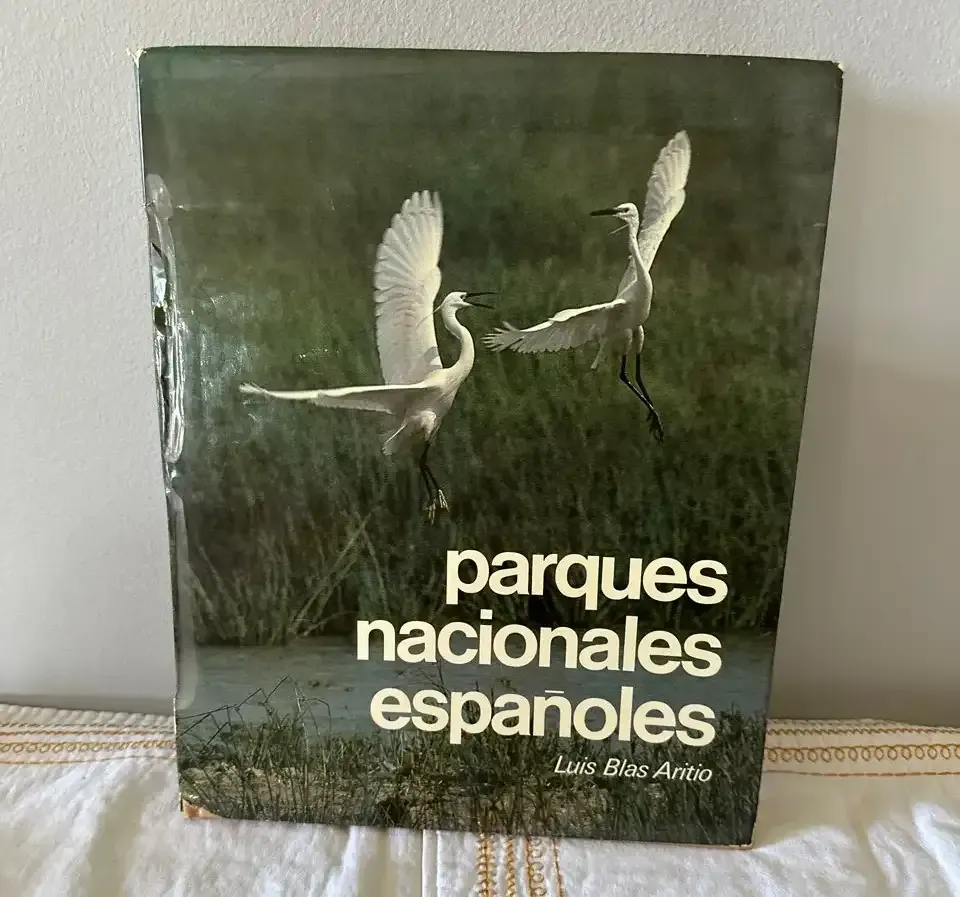 parques
nacionales
españoles
Luis Blas Aritio